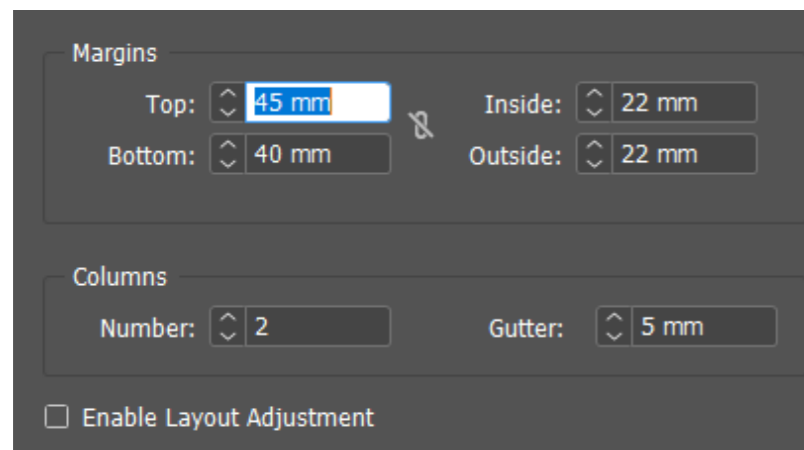 Margins
Top: 45 mm Inside: 22 mm
Bottom: 40 mm Outside: 22 mm
Columns
Number: 2 Gutter: 5 mm
Enable Layout Adjustment